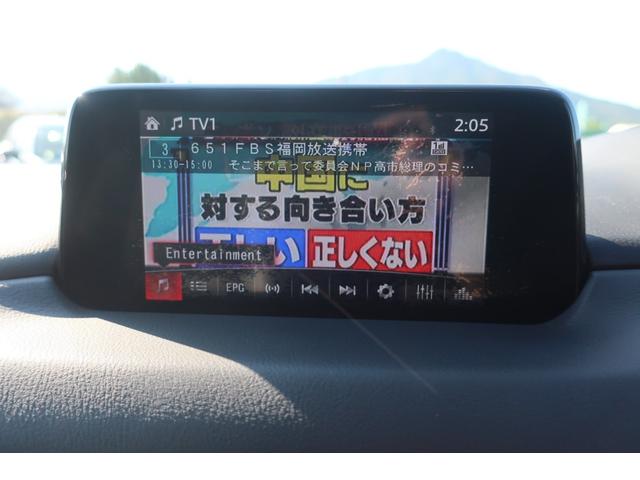 TV1 2:05
3 651FBS福岡放送携帯
13:30-15:00 そこまで言って委員会NP高市総理のコミ…
中国に
対する向き合い方
正しい 正しくない
Entertainment
EPG